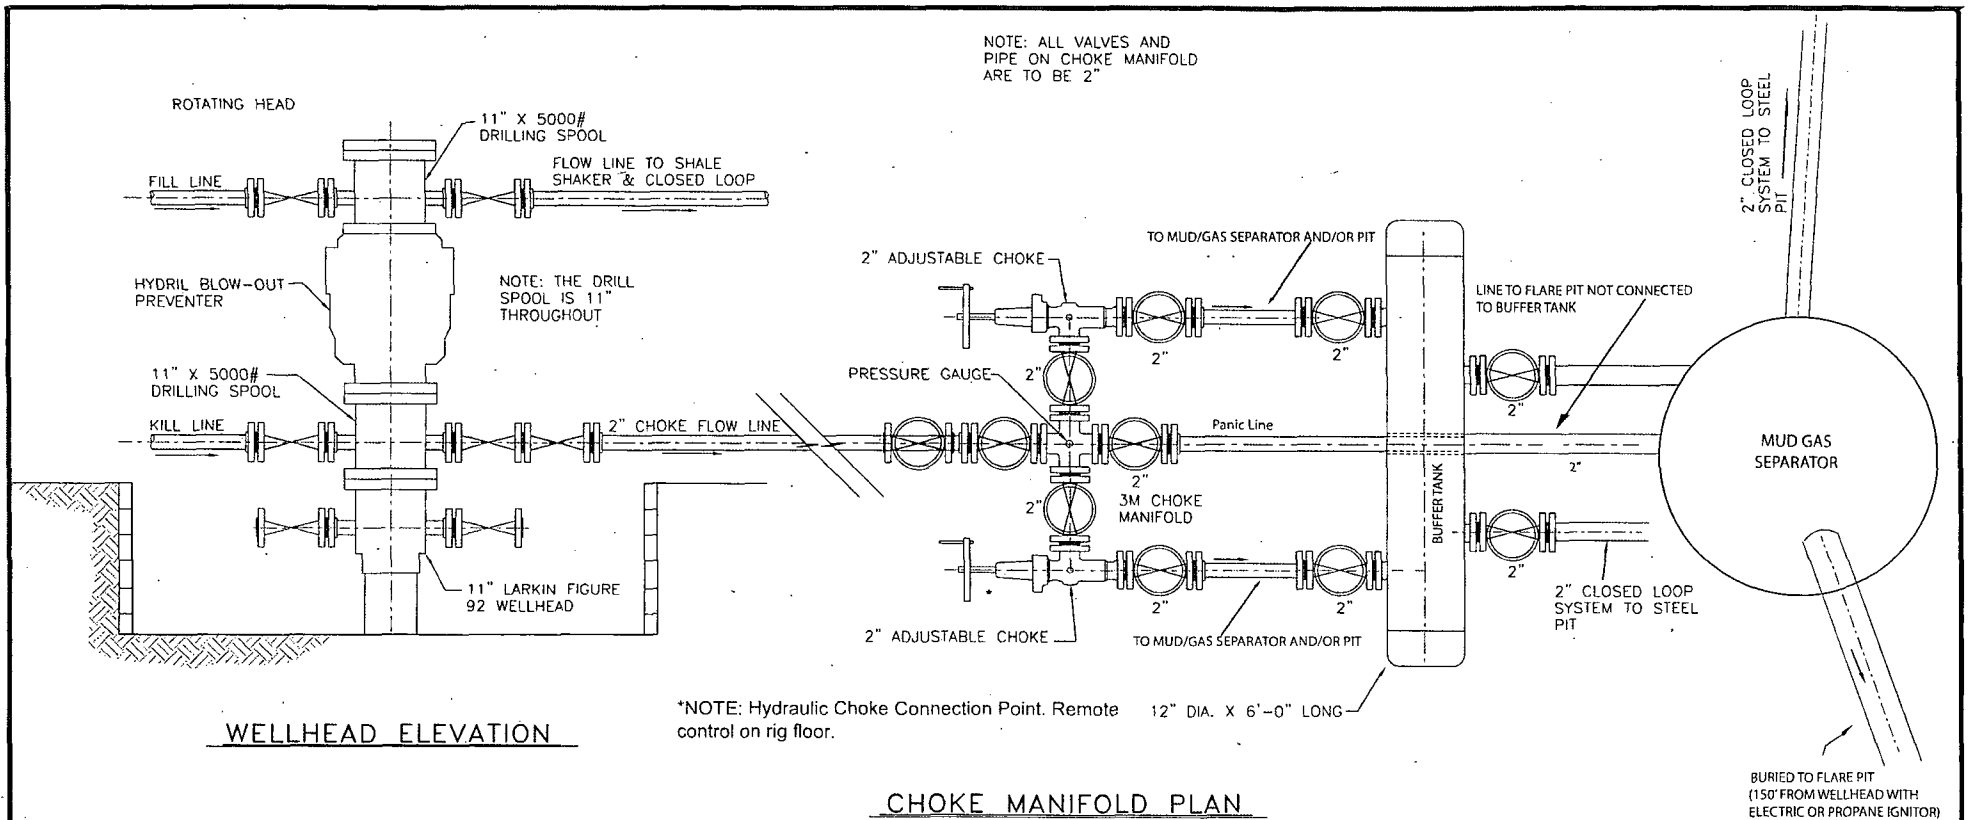 NOTE: ALL VALVES AND
PIPE ON CHOKE MANIFOLD
ARE TO BE 2"
ROTATING HEAD
11" X 5000#
DRILLING SPOOL
FILL LINE
FLOW LINE TO SHALE
SHAKER & CLOSED LOOP
HYDRIL BLOW-OUT
PREVENTER
NOTE: THE DRILL
SPOOL IS 11"
THROUGHOUT
11" X 5000#
DRILLING SPOOL
KILL LINE
2" CHOKE FLOW LINE
11" LARKIN FIGURE
92 WELLHEAD
WELLHEAD ELEVATION
2" ADJUSTABLE CHOKE
TO MUD/GAS SEPARATOR AND/OR PIT
2"
2"
PRESSURE GAUGE
2"
Panic Line
2"
3M CHOKE
MANIFOLD
2"
2"
2"
*
2" ADJUSTABLE CHOKE
TO MUD/GAS SEPARATOR AND/OR PIT
BUFFER TANK
12" DIA. X 6'-0" LONG
*NOTE: Hydraulic Choke Connection Point. Remote
control on rig floor.
LINE TO FLARE PIT NOT CONNECTED
TO BUFFER TANK
2"
2"
2"
2" CLOSED LOOP
SYSTEM TO STEEL
PIT
2" CLOSED LOOP
SYSTEM TO STEEL
PIT
MUD GAS
SEPARATOR
BURIED TO FLARE PIT
(150' FROM WELLHEAD WITH
ELECTRIC OR PROPANE IGNITOR)
CHOKE MANIFOLD PLAN